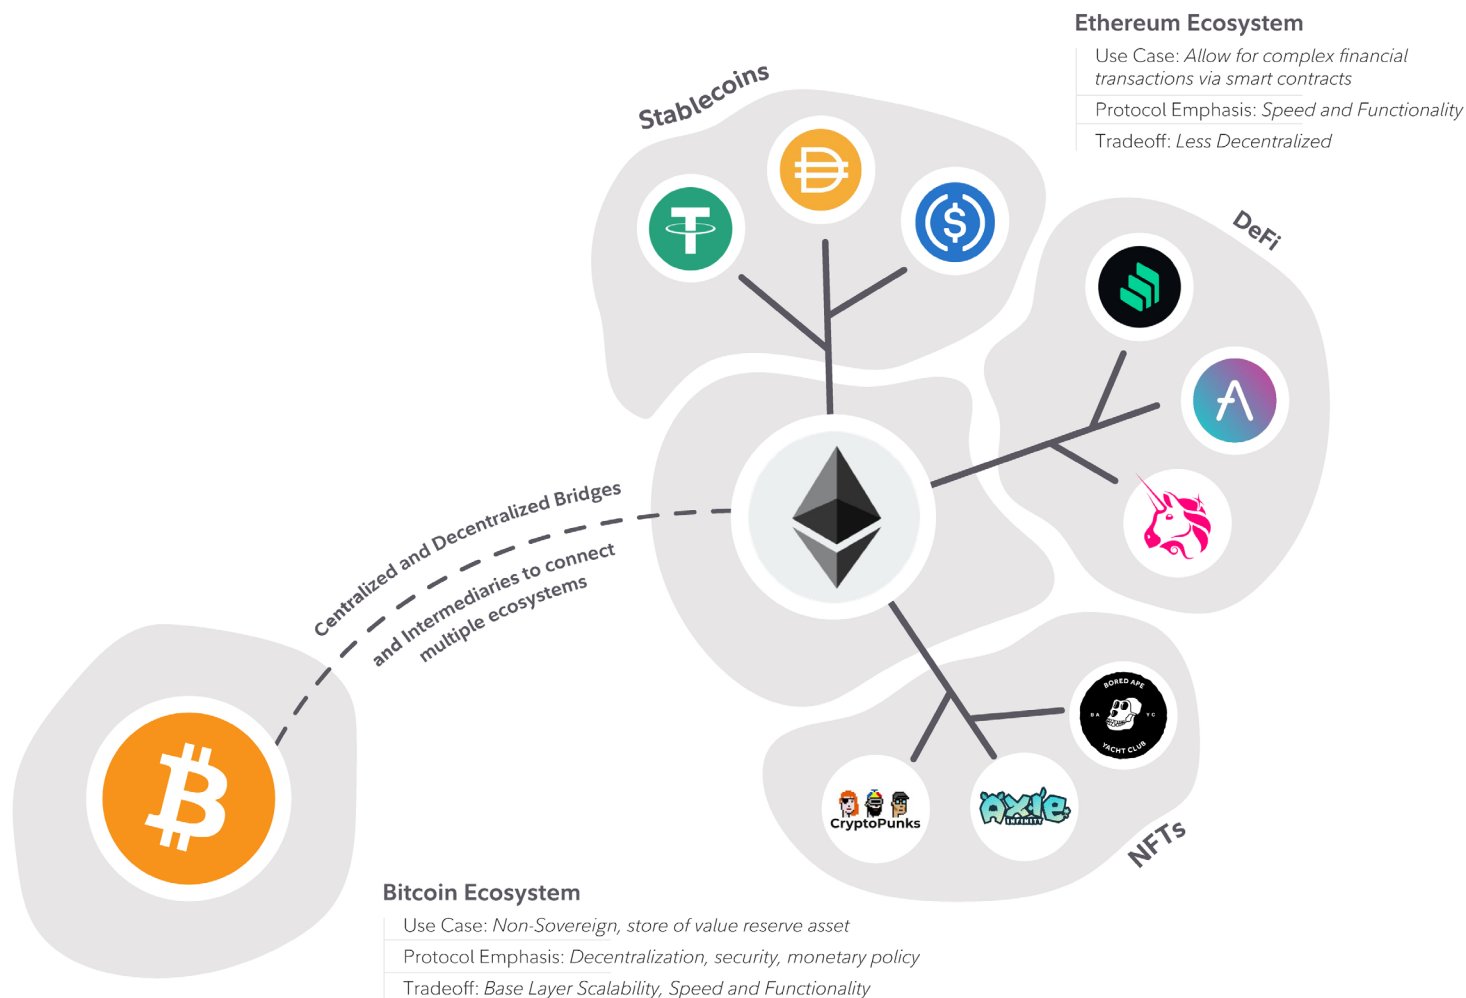 Ethereum Ecosystem
Use Case: Allow for complex financial
transactions via smart contracts
Protocol Emphasis: Speed and Functionality
Tradeoff: Less Decentralized
Stablecoins
DeFi
Centralized and Decentralized Bridges
and Intermediaries to connect
multiple ecosystems
BORED APE
BA YC
YACHT CLUB
CryptoPunks
AXIE
INFINITY
NFTs
Bitcoin Ecosystem
Use Case: Non-Sovereign, store of value reserve asset
Protocol Emphasis: Decentralization, security, monetary policy
Tradeoff: Base Layer Scalability, Speed and Functionality